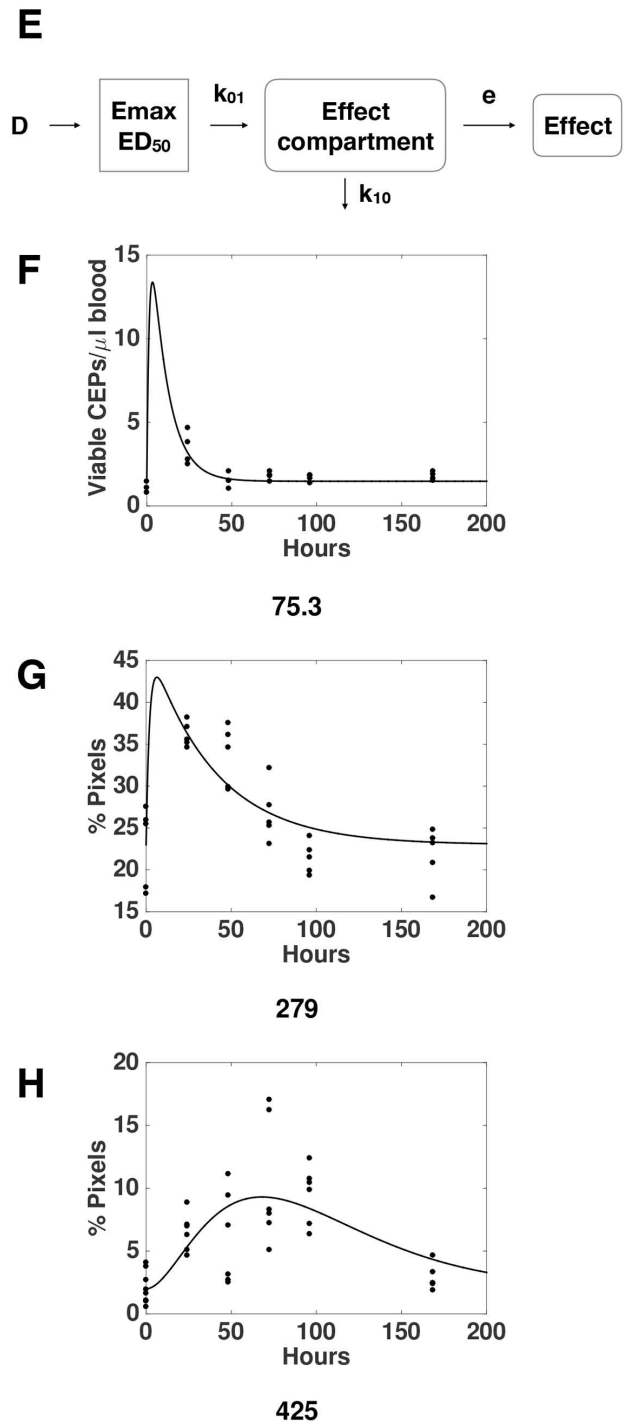 E
D
Emax
ED₅₀
k₀₁
Effect
compartment
e
Effect
k₁₀
F
Viable CEPs/μl blood
15
10
5
0
0 50 100 150 200
Hours
75.3
G
% Pixels
45
40
35
30
25
20
15
0 50 100 150 200
Hours
279
H
% Pixels
20
15
10
5
0
0 50 100 150 200
Hours
425